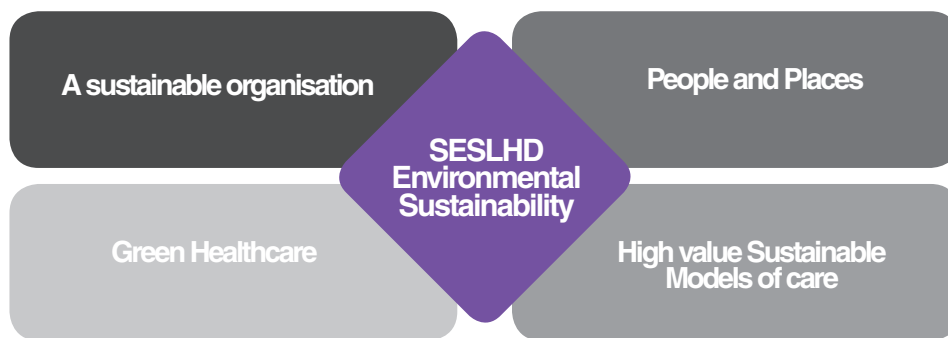 A sustainable organisation
People and Places
SESLHD
Environmental
Sustainability
Green Healthcare
High value Sustainable
Models of care